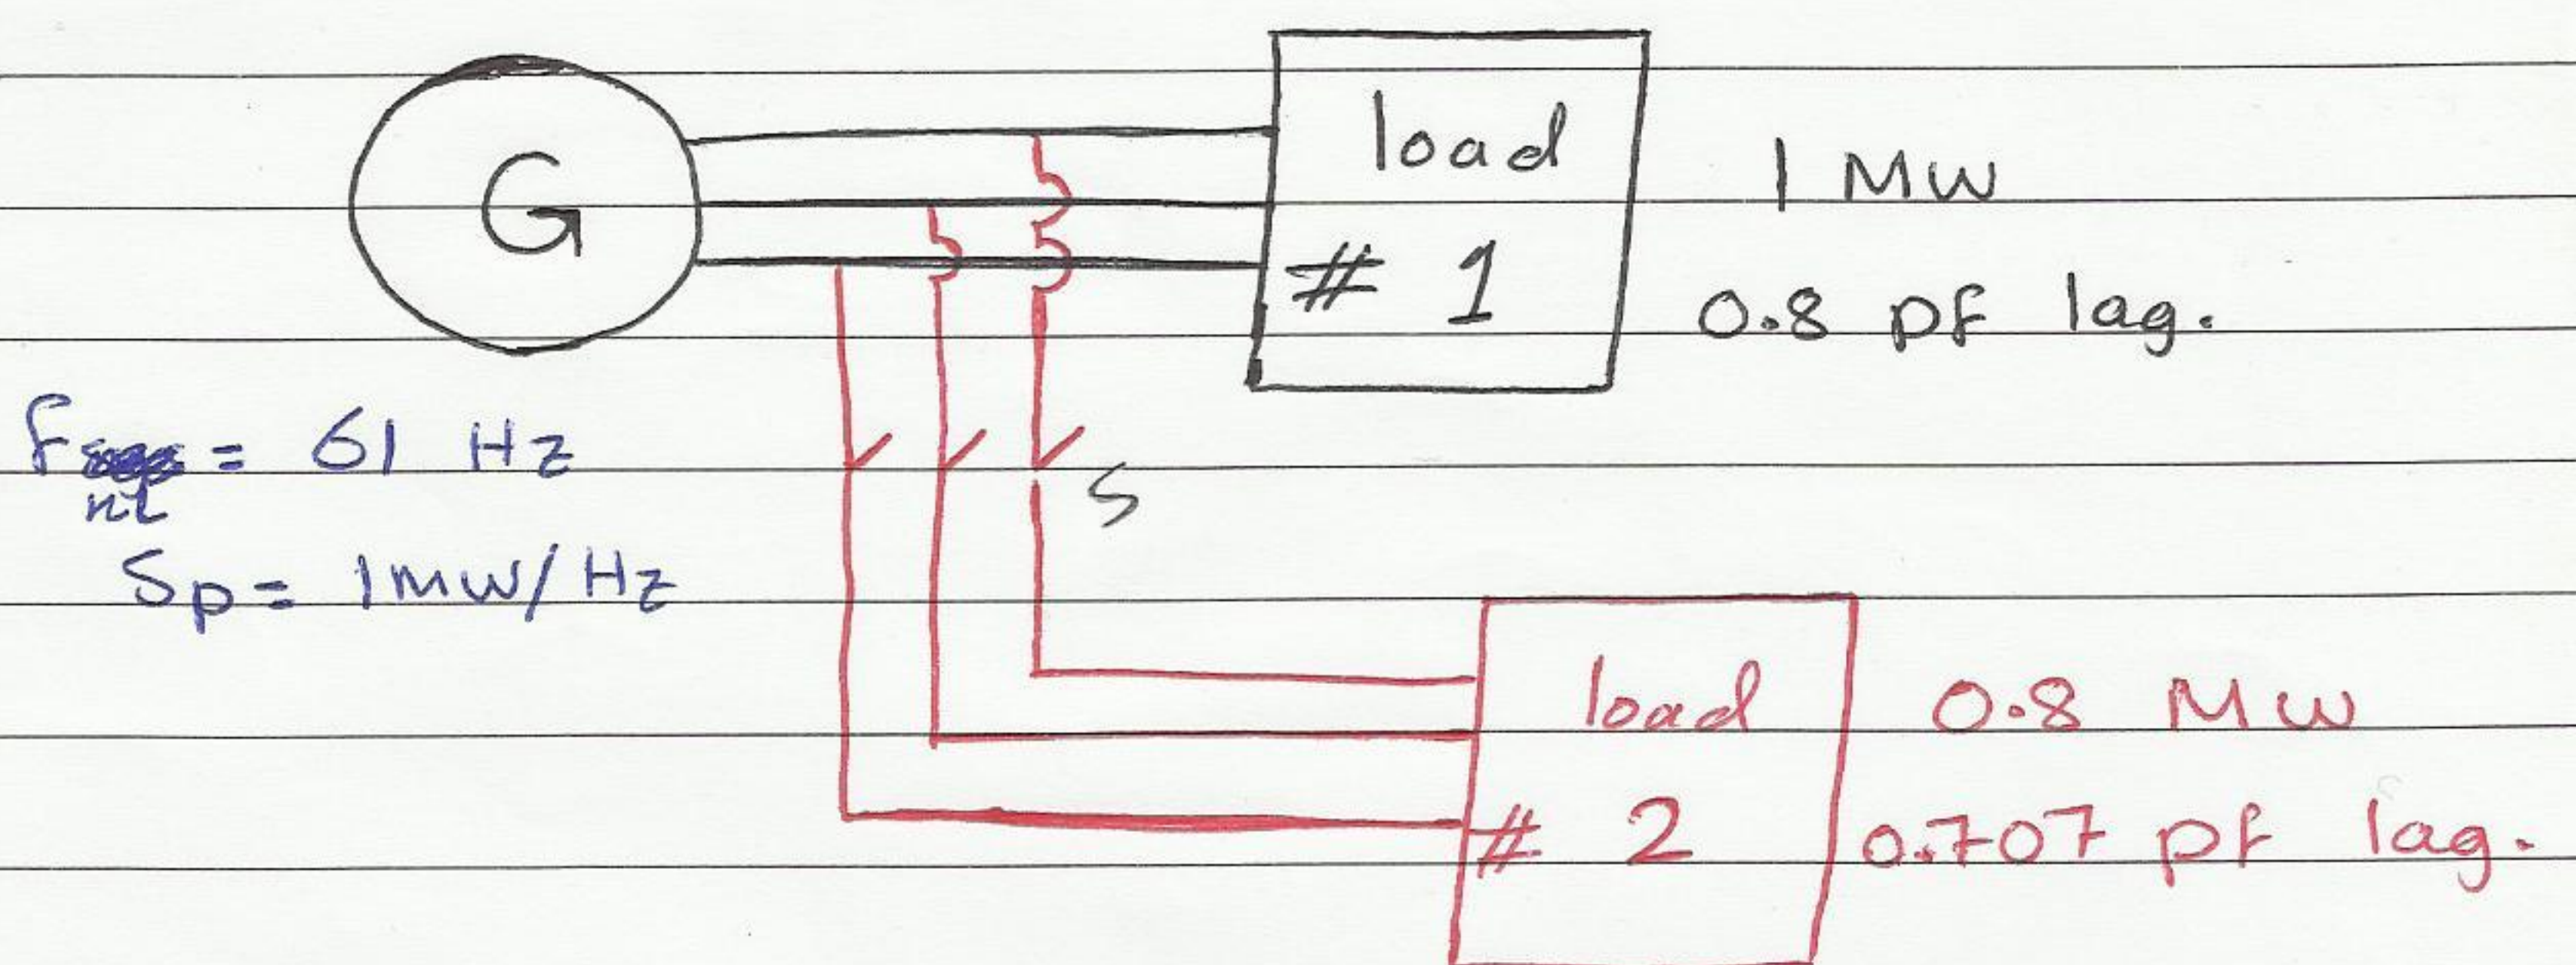 G
load
# 1
1 MW
0.8 pf lag.
f = 61 Hz
nl
Sp = 1MW/Hz
S
load
# 2
0.8 MW
0.707 pf lag.